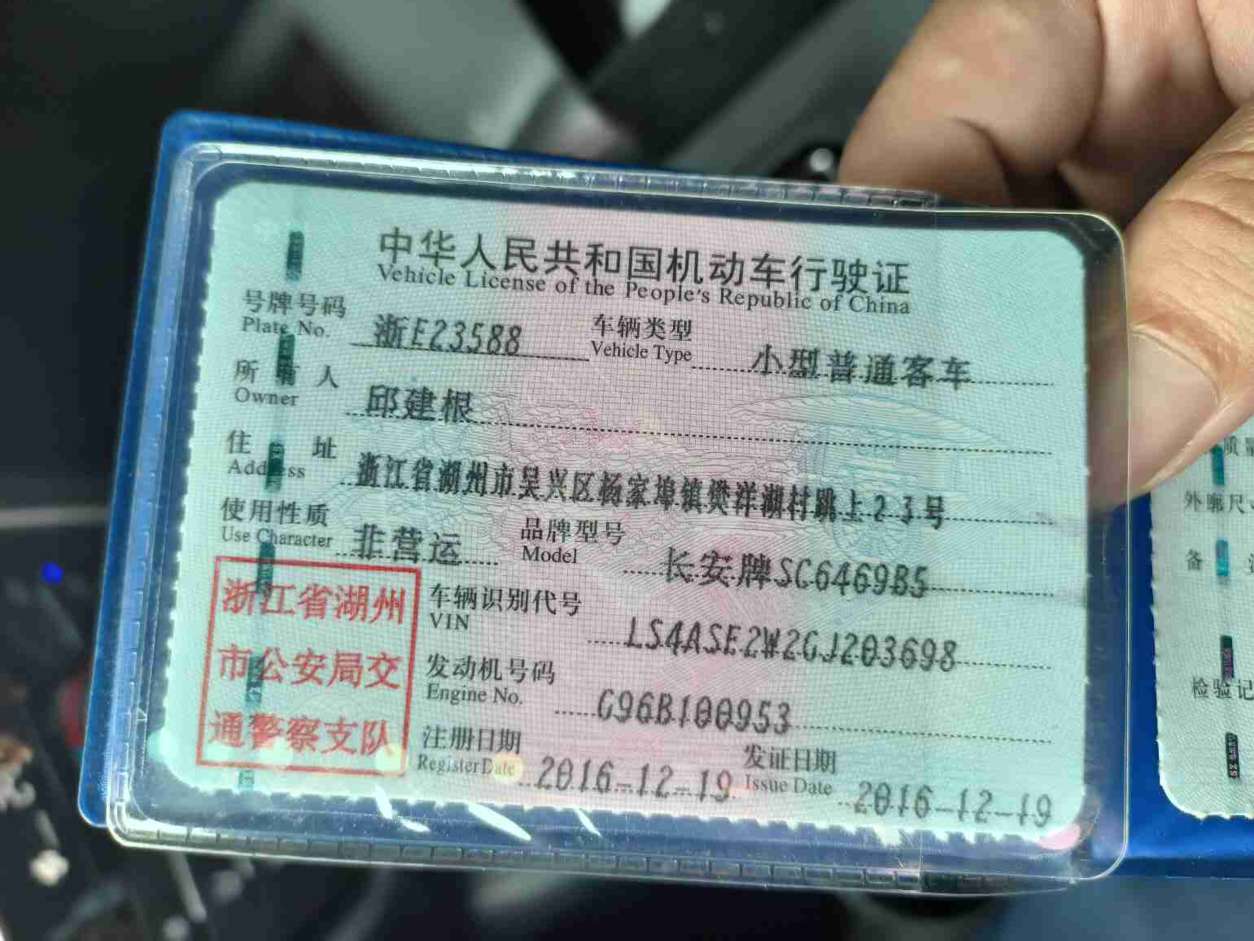 中华人民共和国机动车行驶证
Vehicle License of the People's Republic of China
号牌号码 浙E23588 车辆类型 小型普通客车
Plate No. Vehicle Type
所有人 邱建根
Owner
住址 浙江省湖州市吴兴区杨家埠镇樊洋湖村跳上23号
Address
使用性质 非营运 品牌型号 长安牌SC6469B5
Use Character Model
浙江省湖州
市公安局交
通警察支队
车辆识别代号 LS4ASE2W2GJ203698
VIN
发动机号码 G96B100953
Engine No.
注册日期 2016-12-19 发证日期 2016-12-19
Register Date Issue Date
外廓尺
备
检验记